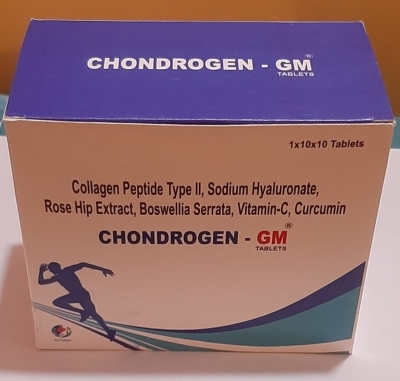 CHONDROGEN - GM®
TABLETS
1x10x10 Tablets
Collagen Peptide Type II, Sodium Hyaluronate,
Rose Hip Extract, Boswellia Serrata, Vitamin-C, Curcumin
CHONDROGEN - GM®
TABLETS